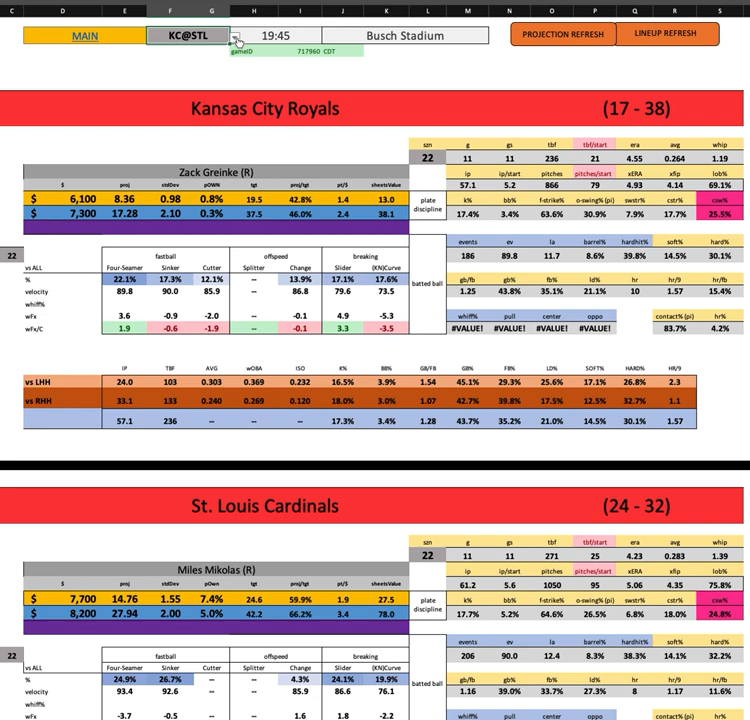 C D E F G H I J K L M N O P Q R S
MAIN KC@STL 19:45 Busch Stadium PROJECTION REFRESH LINEUP REFRESH
gameID 717960 CDT
Kansas City Royals (17 - 38)
szn g gs tbf tbf/start era avg whip
22 11 11 236 21 4.55 0.264 1.19
Zack Greinke (R) ip ip/start pitches pitches/start xERA xfip lob%
57.1 5.2 866 79 4.93 4.14 69.1%
$ proj stdDev pOWN tgt proj/tgt pt/$ sheetsValue
$ 6,100 8.36 0.98 0.8% 19.5 42.8% 1.4 13.0 plate discipline k% bb% f-strike% o-swing% (pi) swstr% cstr% csw%
$ 7,300 17.28 2.10 0.3% 37.5 46.0% 2.4 38.1 17.4% 3.4% 63.6% 30.9% 7.9% 17.7% 25.5%
events ev la barrel% hardhit% soft% hard%
22 fastball offspeed breaking 186 89.8 11.7 8.6% 39.8% 14.5% 30.1%
vs ALL Four-Seamer Sinker Cutter Splitter Change Slider (KN)Curve
% 22.1% 17.3% 12.1% -- 13.9% 17.1% 17.6% batted ball gb/fb gb% fb% ld% hr hr/9 hr/fb
velocity 89.8 90.0 85.9 -- 86.8 79.6 73.5 1.25 43.8% 35.1% 21.1% 10 1.57 15.4%
whiff%
wFx 3.6 -0.9 -2.0 -- -0.1 4.9 -5.3 whiff% pull center oppo contact% (pi) hr%
wFx/C 1.9 -0.6 -1.9 -- -0.1 3.3 -3.5 #VALUE! #VALUE! #VALUE! #VALUE! 83.7% 4.2%
IP TBF AVG wOBA ISO K% BB% GB/FB GB% FB% LD% SOFT% HARD% HR/9
vs LHH 24.0 103 0.303 0.369 0.232 16.5% 3.9% 1.54 45.1% 29.3% 25.6% 17.1% 26.8% 2.3
vs RHH 33.1 133 0.240 0.269 0.120 18.0% 3.0% 1.07 42.7% 39.8% 17.5% 12.5% 32.7% 1.1
57.1 236 -- -- -- 17.3% 3.4% 1.28 43.7% 35.2% 21.0% 14.5% 30.1% 1.57
St. Louis Cardinals (24 - 32)
szn g gs tbf tbf/start era avg whip
22 11 11 271 25 4.23 0.283 1.39
Miles Mikolas (R) ip ip/start pitches pitches/start xERA xfip lob%
61.2 5.6 1050 95 5.06 4.35 75.8%
$ proj stdDev pOwn tgt proj/tgt pt/$ sheetsValue
$ 7,700 14.76 1.55 7.4% 24.6 59.9% 1.9 27.5 plate discipline k% bb% f-strike% o-swing% (pi) swstr% cstr% csw%
$ 8,200 27.94 2.00 5.0% 42.2 66.2% 3.4 78.0 17.7% 5.2% 64.6% 26.5% 6.8% 18.0% 24.8%
events ev la barrel% hardhit% soft% hard%
22 fastball offspeed breaking 206 90.0 12.4 8.3% 38.3% 14.1% 32.2%
vs ALL Four-Seamer Sinker Cutter Splitter Change Slider (KN)Curve
% 24.9% 26.7% -- -- 4.3% 24.1% 19.9% batted ball gb/fb gb% fb% ld% hr hr/9 hr/fb
velocity 93.4 92.6 -- -- 85.9 86.6 76.1 1.16 39.0% 33.7% 27.3% 8 1.17 11.6%
whiff%
wFx -3.7 -0.5 -- -- 1.6 1.8 -2.2 whiff% pull center oppo contact% (pi) hr%